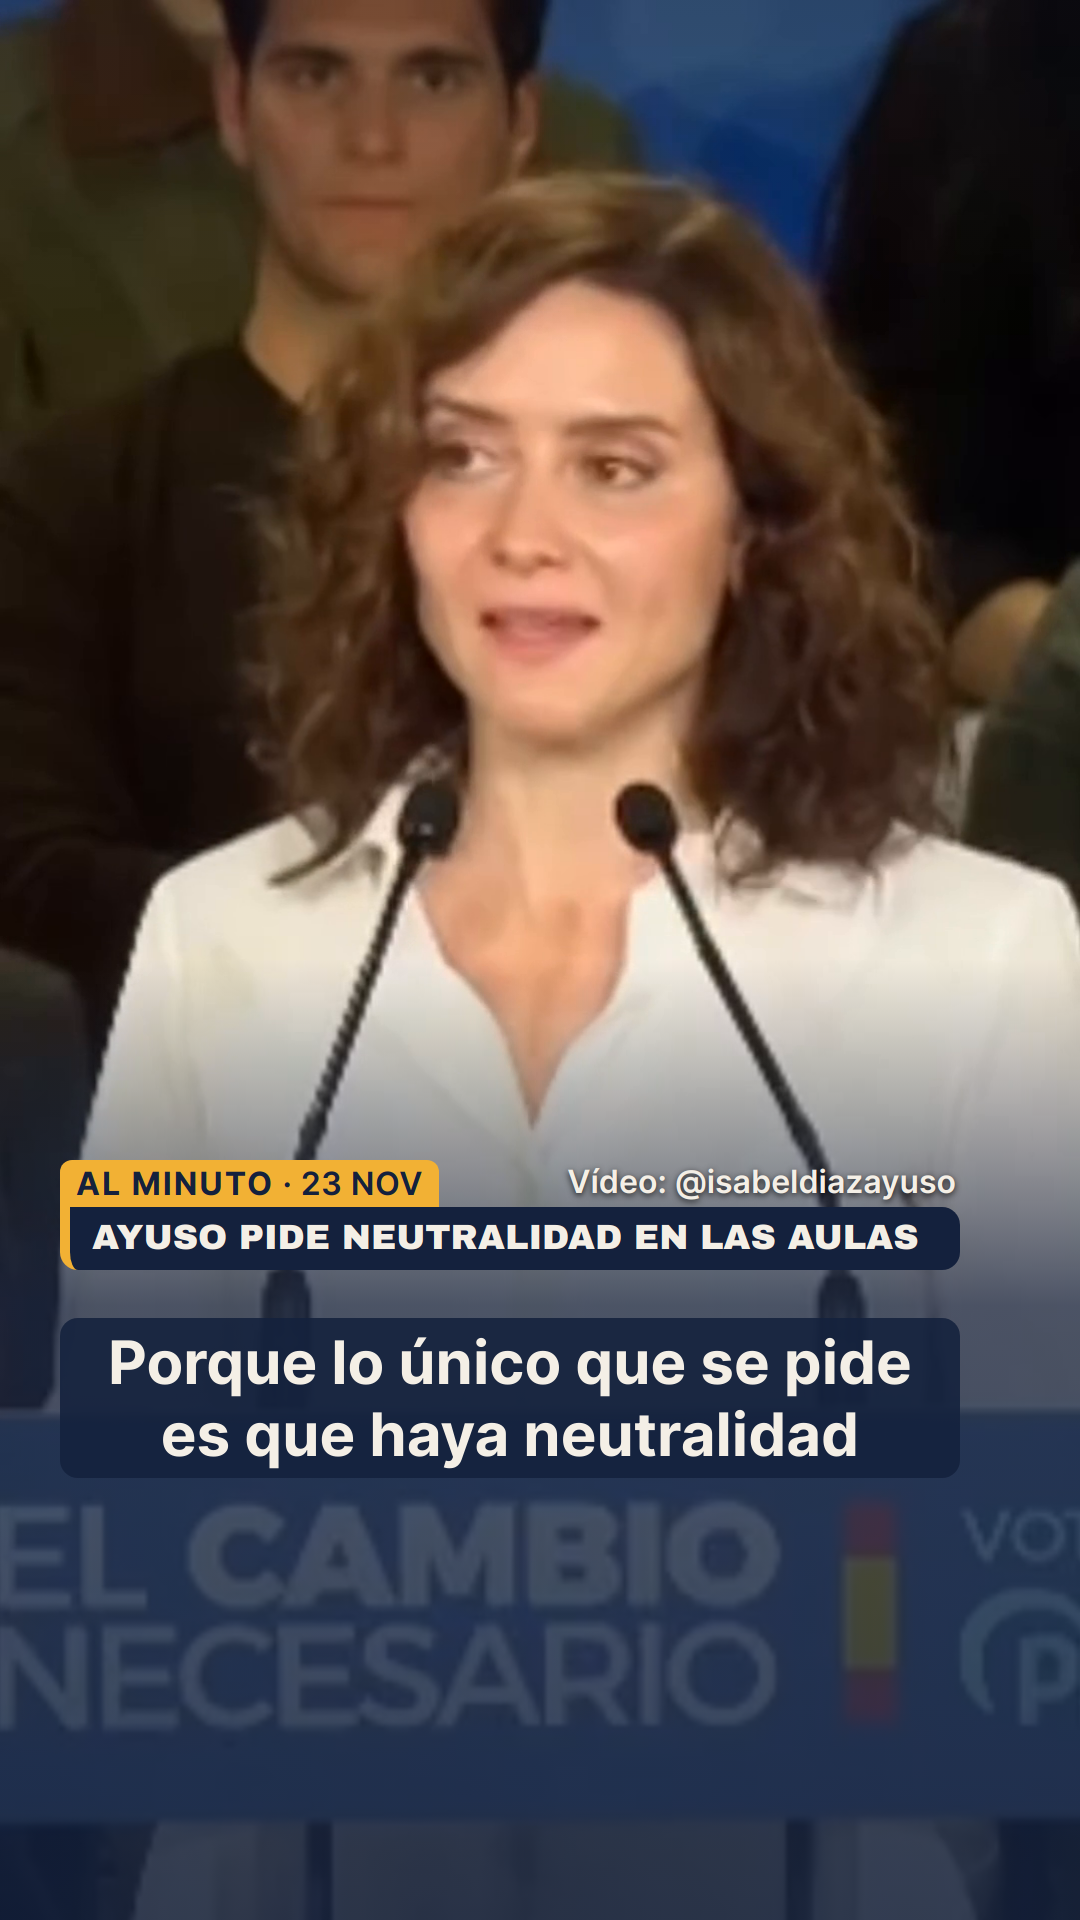 AL MINUTO · 23 NOV
Vídeo: @isabeldiazayuso
AYUSO PIDE NEUTRALIDAD EN LAS AULAS
Porque lo único que se pide
es que haya neutralidad
EL CAMBIO
NECESARIO
VOT
p